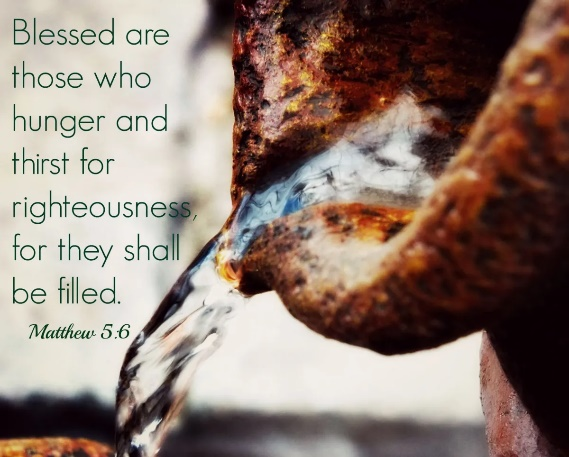 Blessed are
those who
hunger and
thirst for
righteousness,
for they shall
be filled.
Matthew 5:6